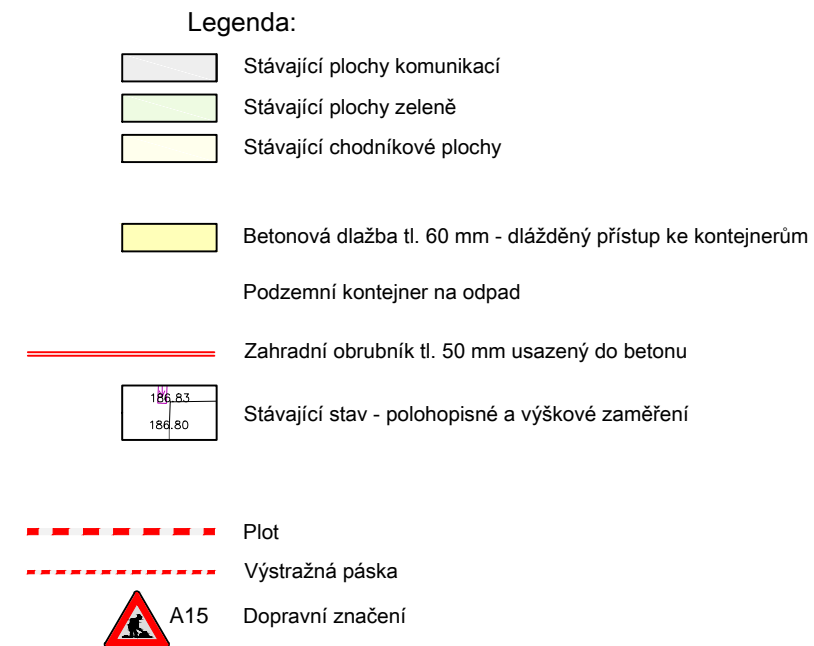 Legenda:
Stávající plochy komunikací
Stávající plochy zeleně
Stávající chodníkové plochy
Betonová dlažba tl. 60 mm - dlážděný přístup ke kontejnerům
Podzemní kontejner na odpad
Zahradní obrubník tl. 50 mm usazený do betonu
186.83
186.80
Stávající stav - polohopisné a výškové zaměření
Plot
Výstražná páska
A15 Dopravní značení